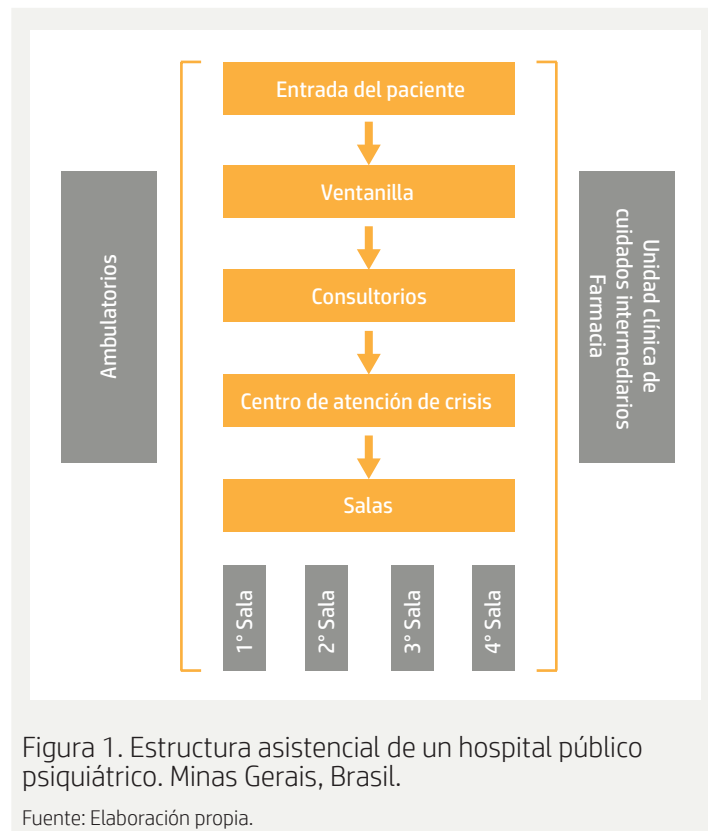 Entrada del paciente
Ventanilla
Consultorios
Centro de atención de crisis
Salas
Ambulatorios
Unidad clínica de
cuidados intermediarios
Farmacia
1° Sala
2° Sala
3° Sala
4° Sala
Figura 1. Estructura asistencial de un hospital público
psiquiátrico. Minas Gerais, Brasil.
Fuente: Elaboración propia.